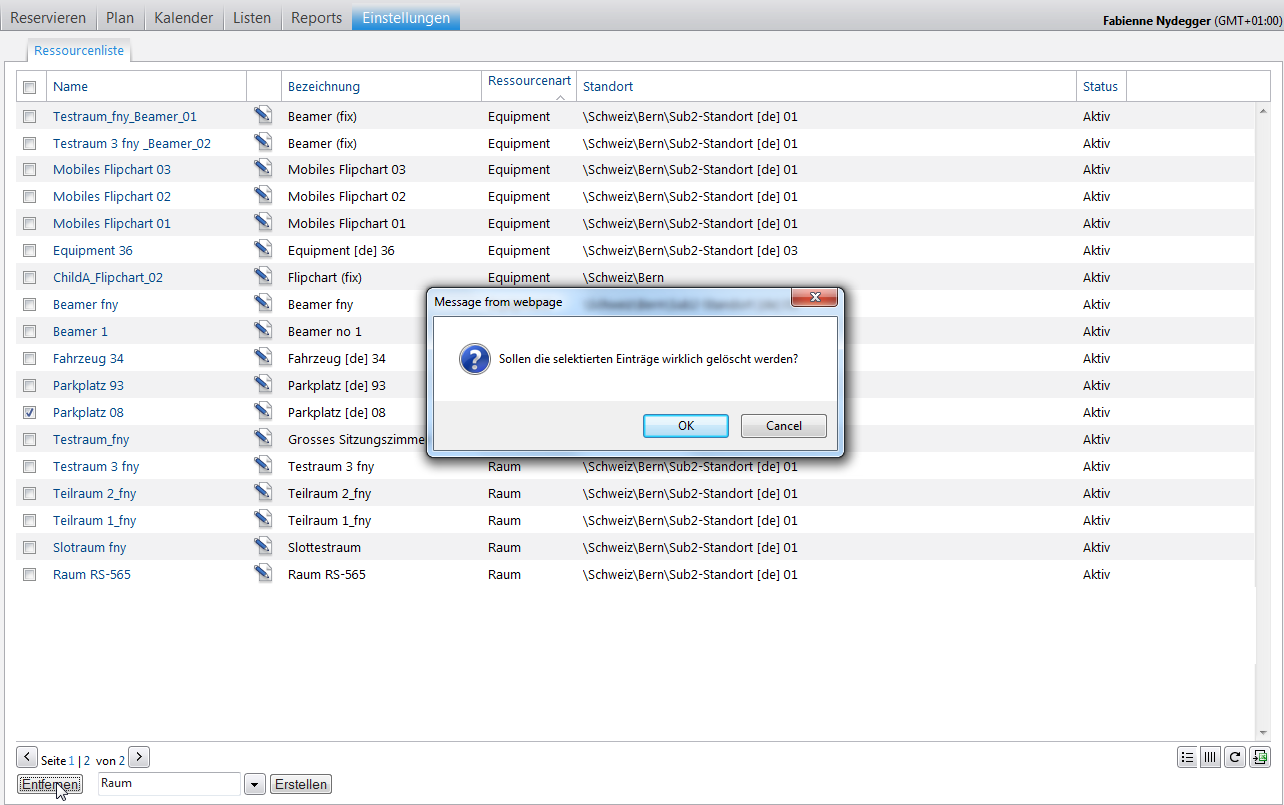 Reservieren Plan Kalender Listen Reports Einstellungen
Fabienne Nydegger (GMT+01:00)
Ressourcenliste
Name Bezeichnung Ressourcenart Standort Status
Testraum_fny_Beamer_01 Beamer (fix) Equipment \Schweiz\Bern\Sub2-Standort [de] 01 Aktiv
Testraum 3 fny _Beamer_02 Beamer (fix) Equipment \Schweiz\Bern\Sub2-Standort [de] 01 Aktiv
Mobiles Flipchart 03 Mobiles Flipchart 03 Equipment \Schweiz\Bern\Sub2-Standort [de] 01 Aktiv
Mobiles Flipchart 02 Mobiles Flipchart 02 Equipment \Schweiz\Bern\Sub2-Standort [de] 01 Aktiv
Mobiles Flipchart 01 Mobiles Flipchart 01 Equipment \Schweiz\Bern\Sub2-Standort [de] 01 Aktiv
Equipment 36 Equipment [de] 36 Equipment \Schweiz\Bern\Sub2-Standort [de] 03 Aktiv
ChildA_Flipchart_02 Flipchart (fix) Equipment \Schweiz\Bern Aktiv
Beamer fny Beamer fny Aktiv
Beamer 1 Beamer no 1 Aktiv
Fahrzeug 34 Fahrzeug [de] 34 Aktiv
Parkplatz 93 Parkplatz [de] 93 Aktiv
Parkplatz 08 Parkplatz [de] 08 Aktiv
Testraum_fny Grosses Sitzungszimme Aktiv
Message from webpage
Sollen die selektierten Einträge wirklich gelöscht werden?
OK Cancel
Testraum 3 fny Testraum 3 fny Raum \Schweiz\Bern\Sub2-Standort [de] 01 Aktiv
Teilraum 2_fny Teilraum 2_fny Raum \Schweiz\Bern\Sub2-Standort [de] 01 Aktiv
Teilraum 1_fny Teilraum 1_fny Raum \Schweiz\Bern\Sub2-Standort [de] 01 Aktiv
Slotraum fny Slottestraum Raum \Schweiz\Bern\Sub2-Standort [de] 01 Aktiv
Raum RS-565 Raum RS-565 Raum \Schweiz\Bern\Sub2-Standort [de] 01 Aktiv
Seite 1 | 2 von 2
Entfernen Raum Erstellen